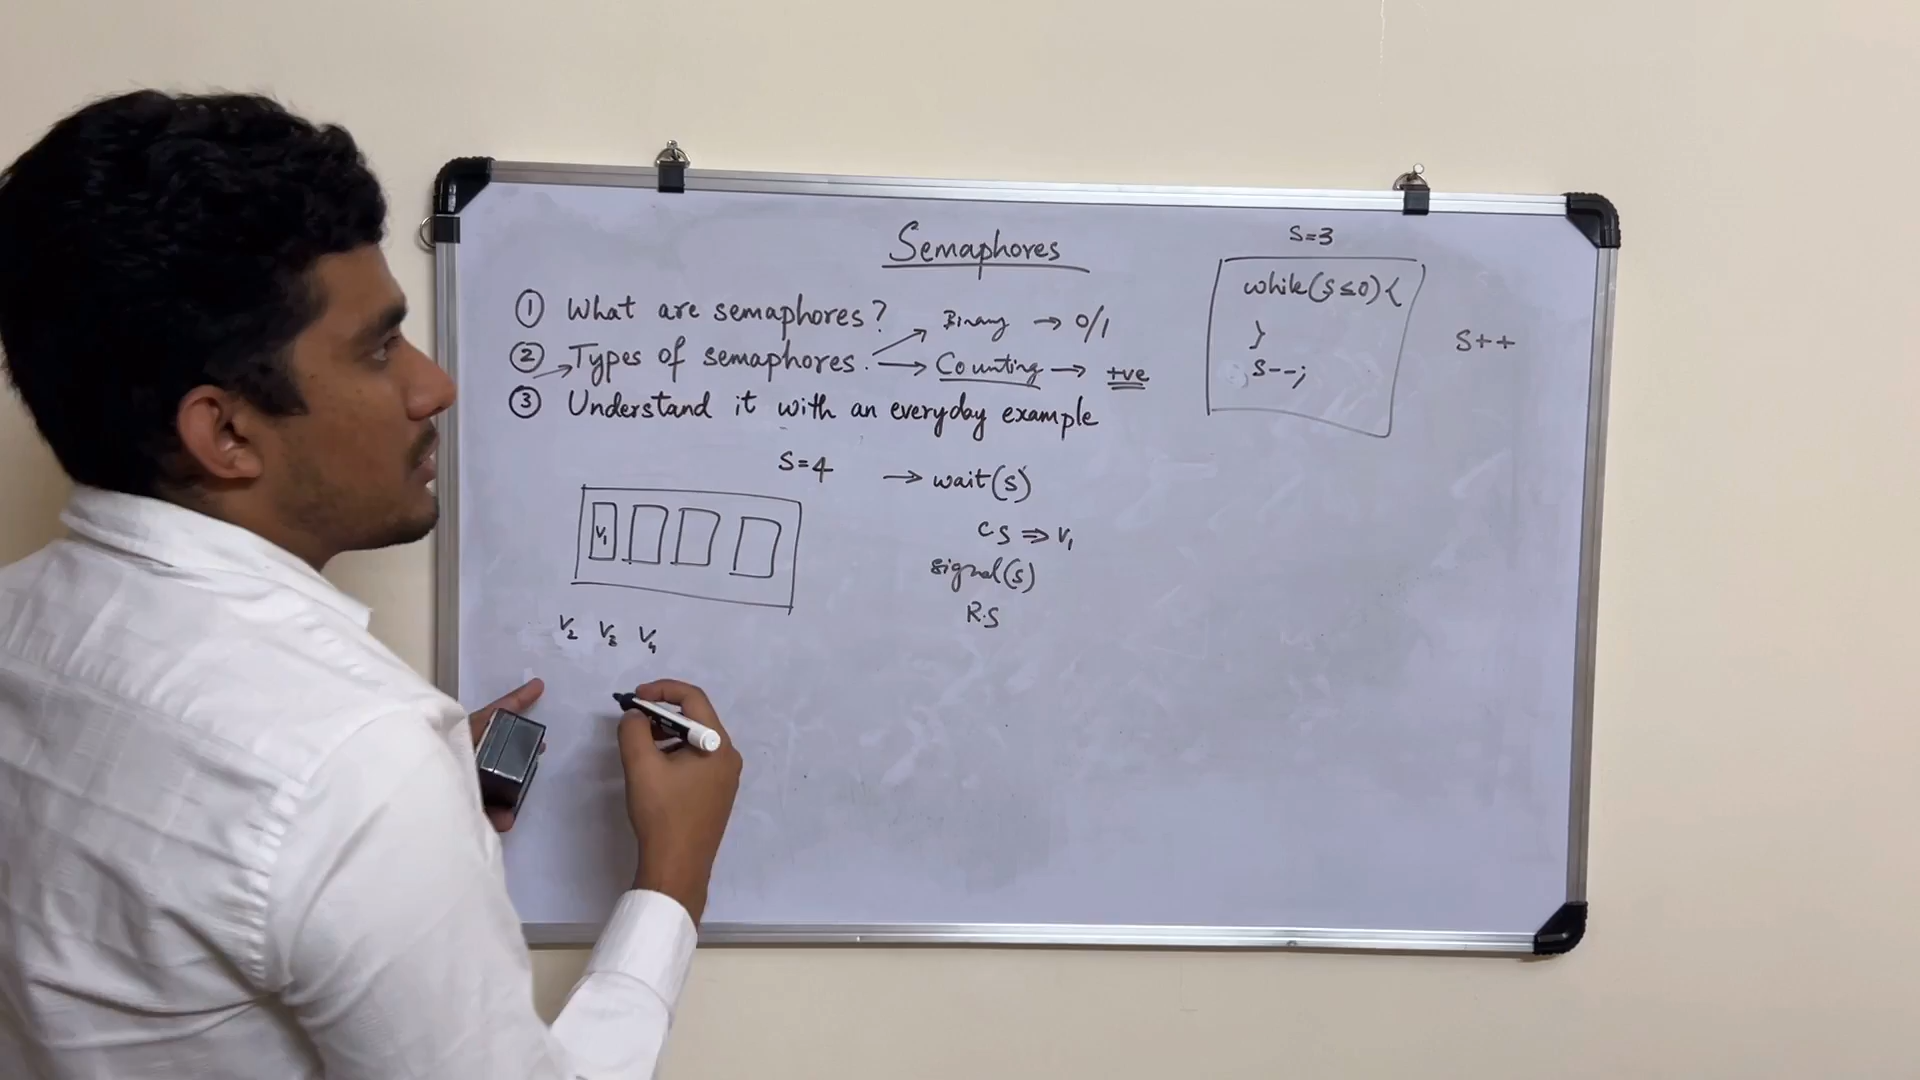 Semaphores
① What are semaphores?
Binary → 0/1
② Types of semaphores. → Counting → +ve
③ Understand it with an everyday example
S=4
V₁
V₂ V₃ V₄
→ wait(s)
CS ⇒ V₁
signal(s)
R.S
S=3
while(s≤0){
}
S--;
S++